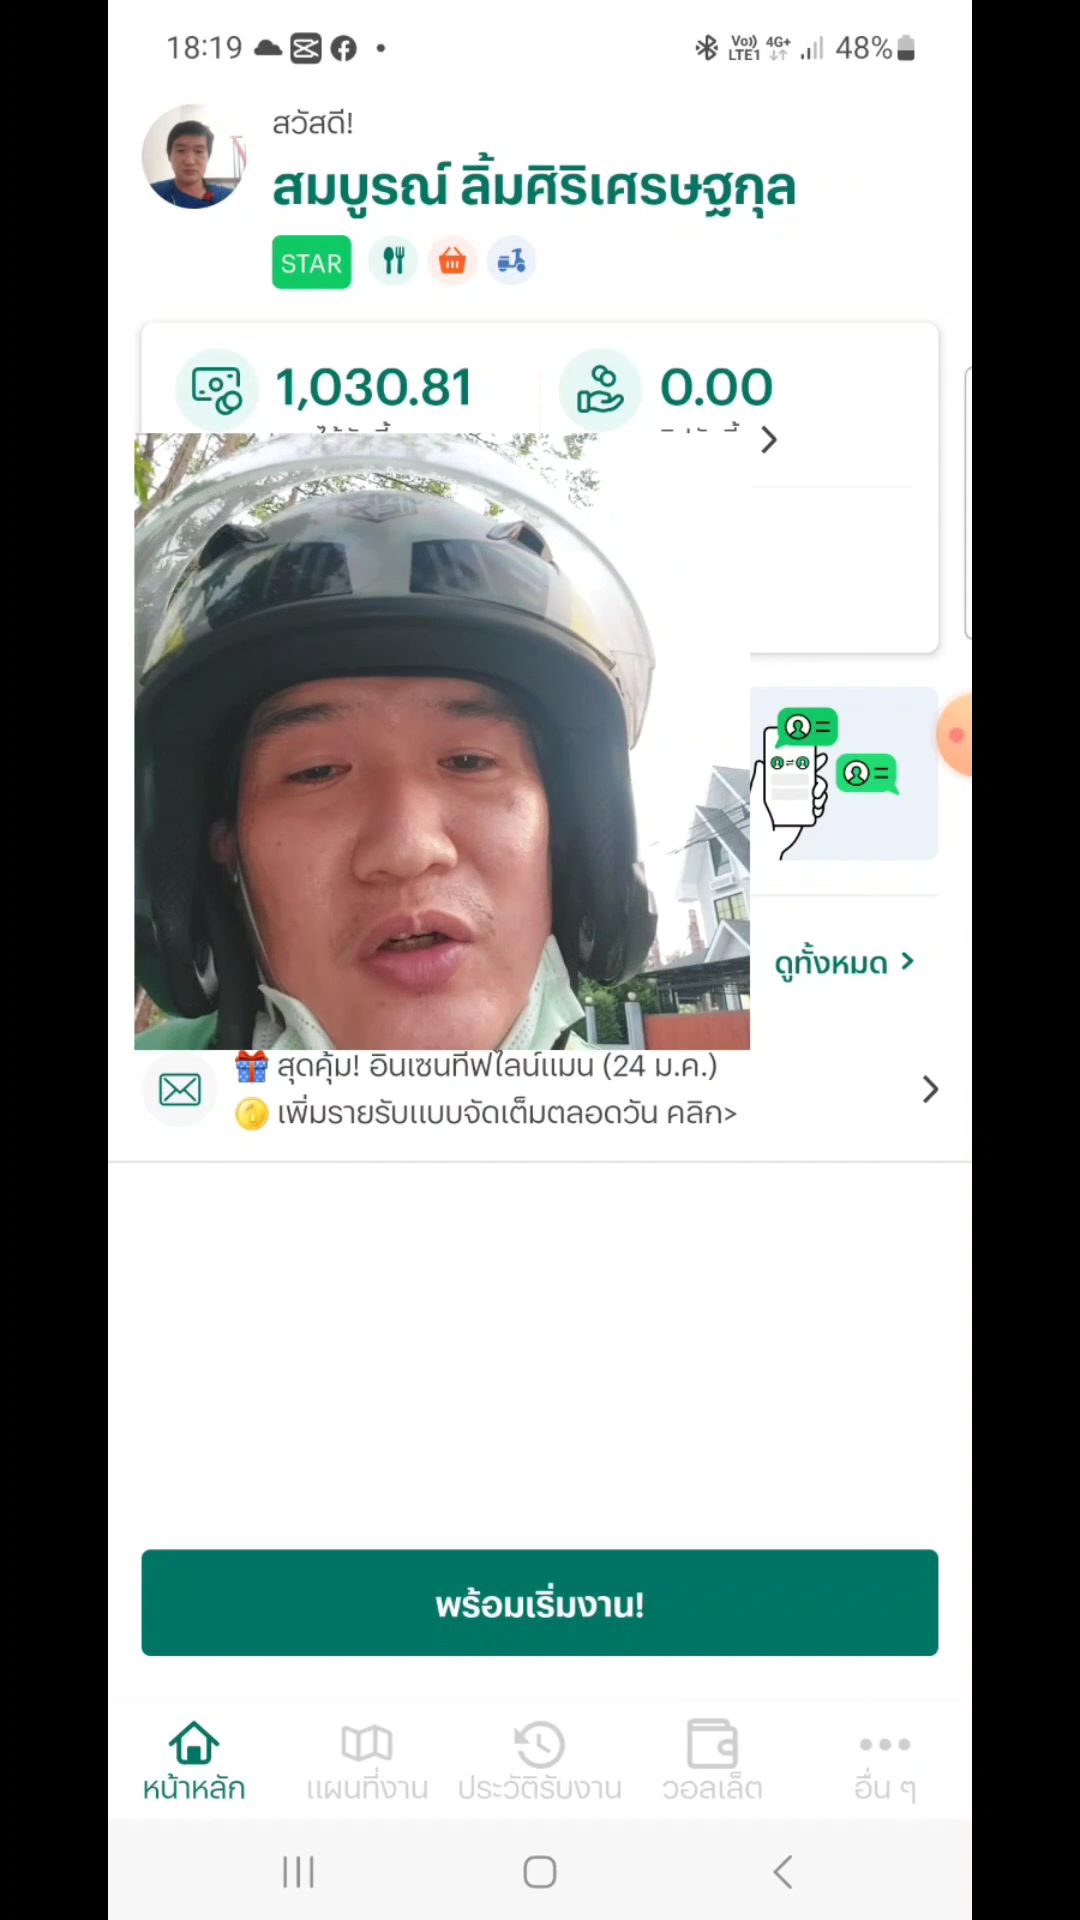 18:19
Vo)) LTE1 4G+ 48%
สวัสดี!
สมบูรณ์ ลิ้มศิริเศรษฐกุล
STAR
1,030.81
0.00
ดูทั้งหมด >
สุดคุ้ม! อินเซนทีฟไลน์แมน (24 ม.ค.)
เพิ่มรายรับแบบจัดเต็มตลอดวัน คลิก>
พร้อมเริ่มงาน!
หน้าหลัก
แผนที่งาน
ประวัติรับงาน
วอลเล็ต
อื่น ๆ